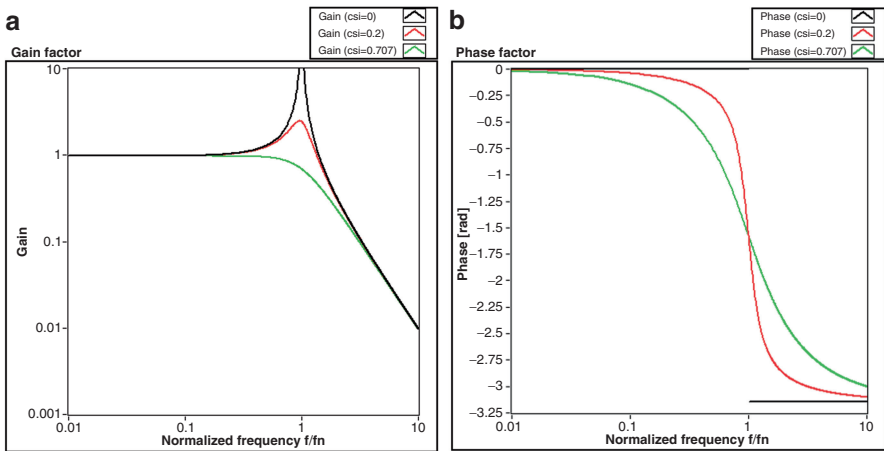 a
Gain (csi=0)
Gain (csi=0.2)
Gain (csi=0.707)
Gain factor
10
1
0.1
0.01
0.001
Gain
0.01
0.1
1
10
Normalized frequency f/fn
b
Phase (csi=0)
Phase (csi=0.2)
Phase (csi=0.707)
Phase factor
0
−0.25
−0.5
−0.75
−1
−1.25
−1.5
−1.75
−2
−2.25
−2.5
−2.75
−3
−3.25
Phase [rad]
0.01
0.1
1
10
Normalized frequency f/fn